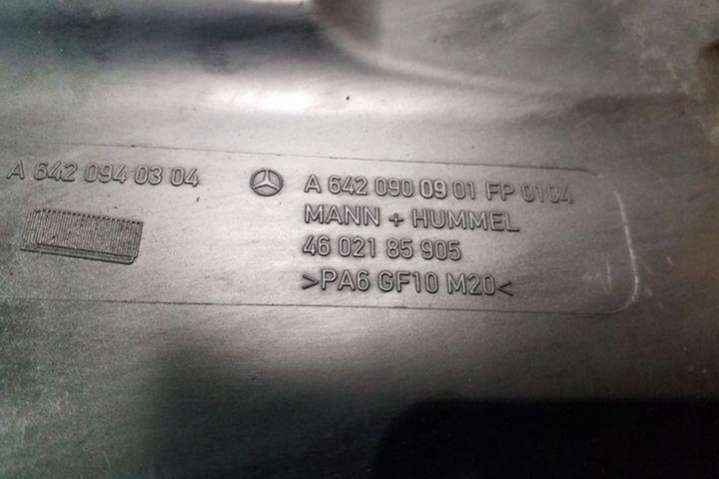 A 642 094 03 04
A 642 090 09 01 FP 0104
MANN + HUMMEL
46 021 85 905
>PA6 GF10 M20<